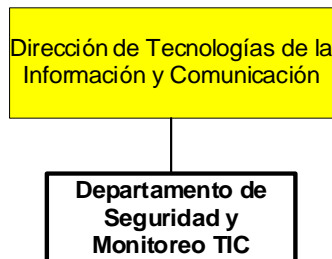 Dirección de Tecnologías de la
Información y Comunicación
Departamento de
Seguridad y
Monitoreo TIC